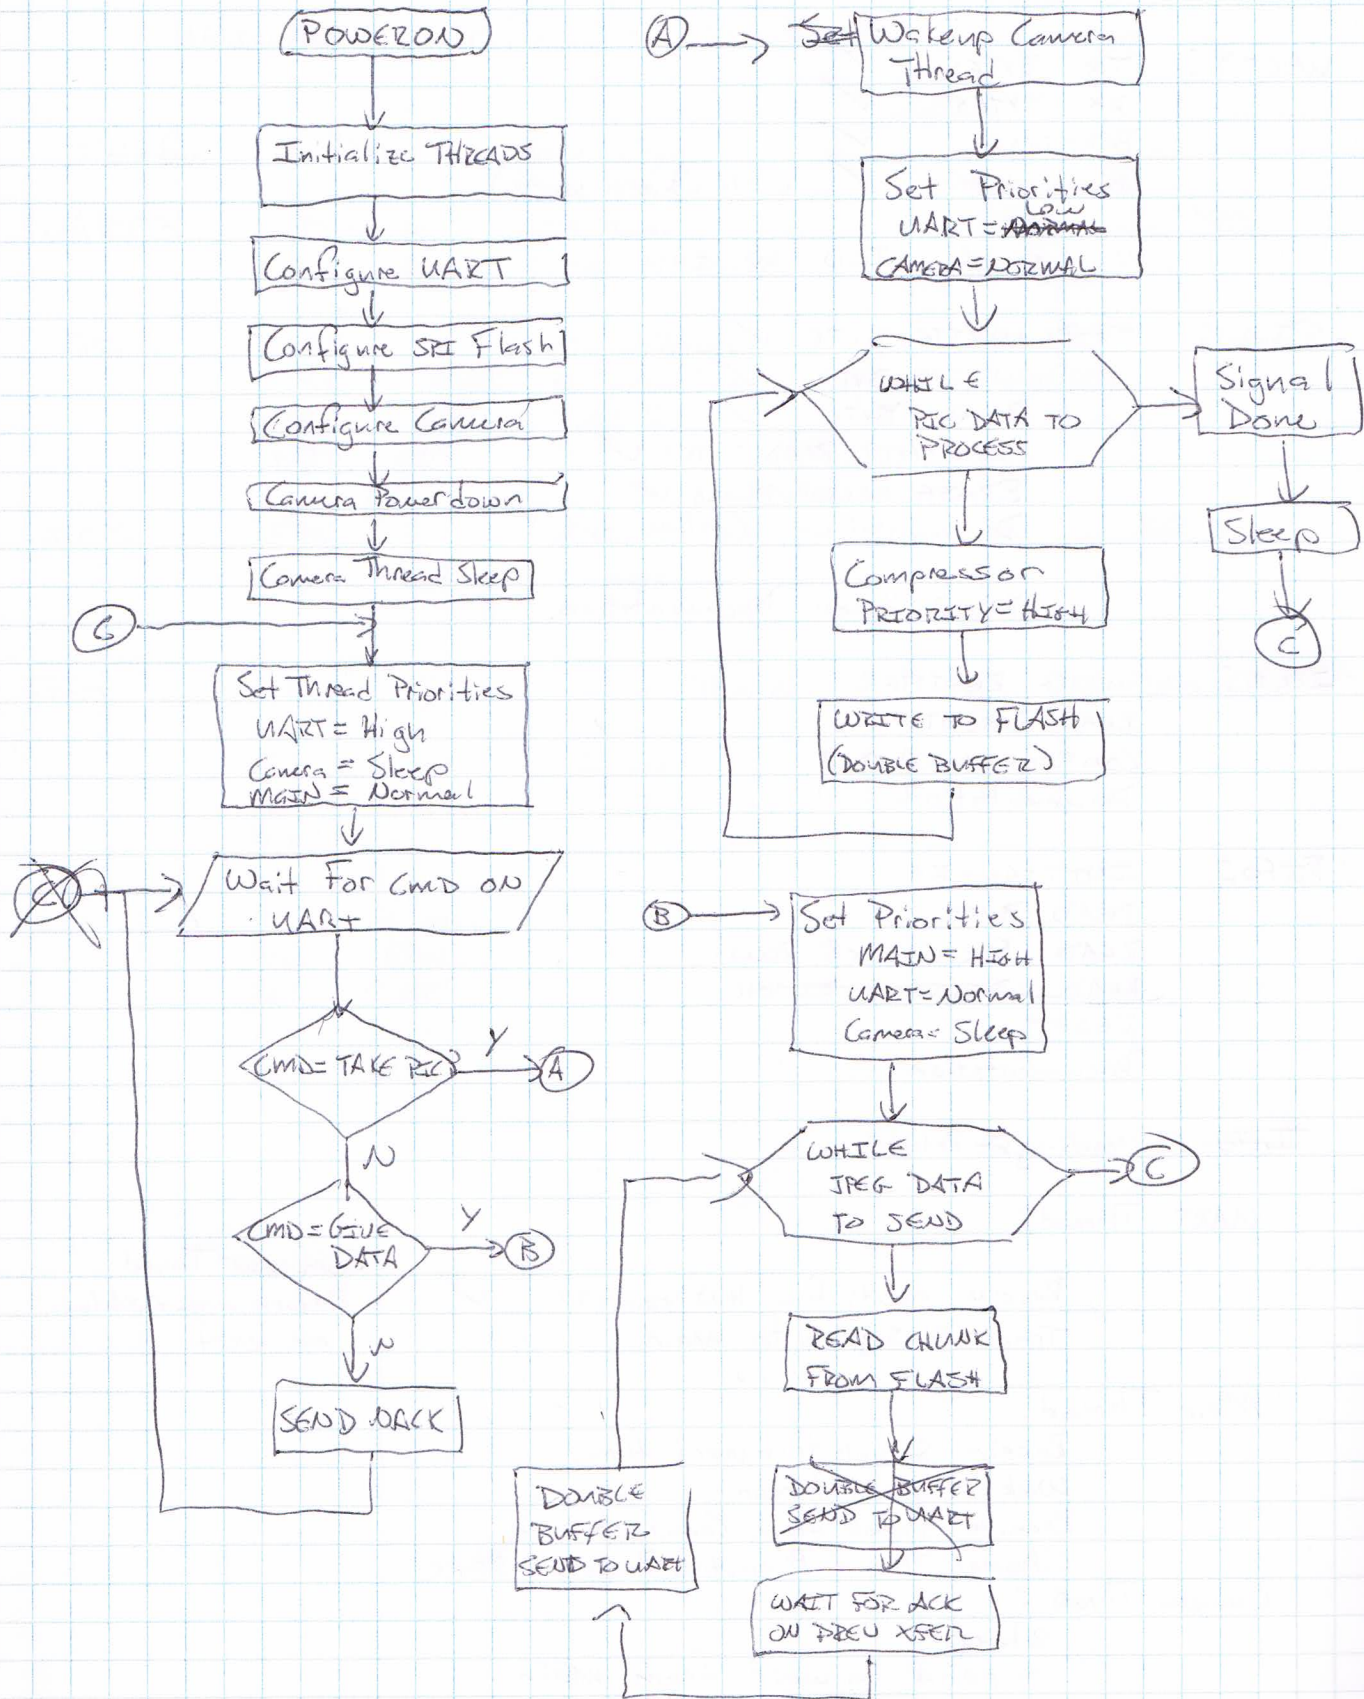 POWERON
Initialize THREADS
Configure UART
Configure SPI Flash
Configure Camera
Camera Powerdown
Camera Thread Sleep
C
Set Thread Priorities
UART = High
Camera = Sleep
MAIN = Normal
C
Wait For CMD ON
UART
CMD = TAKE PIC
Y
A
N
CMD = GIVE
DATA
Y
B
N
SEND NACK
A
Set Wakeup Camera
THread
Set Priorities
LOW
UART = NORMAL
CAMERA = NORMAL
WHILE
PIC DATA TO
PROCESS
Signal
Done
Sleep
C
Compressor
PRIORITY = HIGH
WRITE TO FLASH
(DOUBLE BUFFER)
B
Set Priorities
MAIN = HIGH
UART = Normal
Camera = Sleep
WHILE
JPEG DATA
TO SEND
C
READ CHUNK
FROM FLASH
DOUBLE BUFFER
SEND TO UART
WAIT FOR ACK
ON PREV XFER
DOUBLE
BUFFER
SEND TO UART